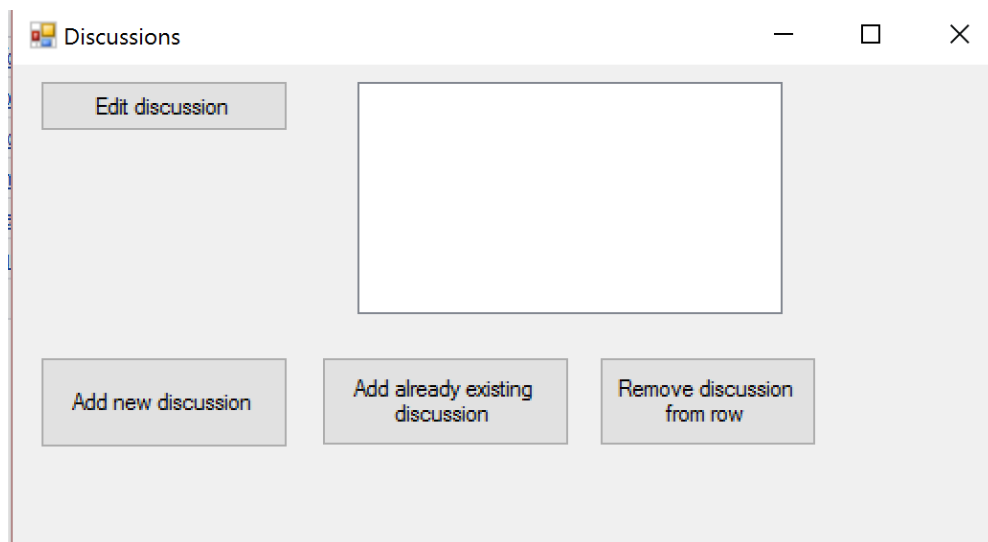 Discussions
Edit discussion
Add new discussion
Add already existing
discussion
Remove discussion
from row